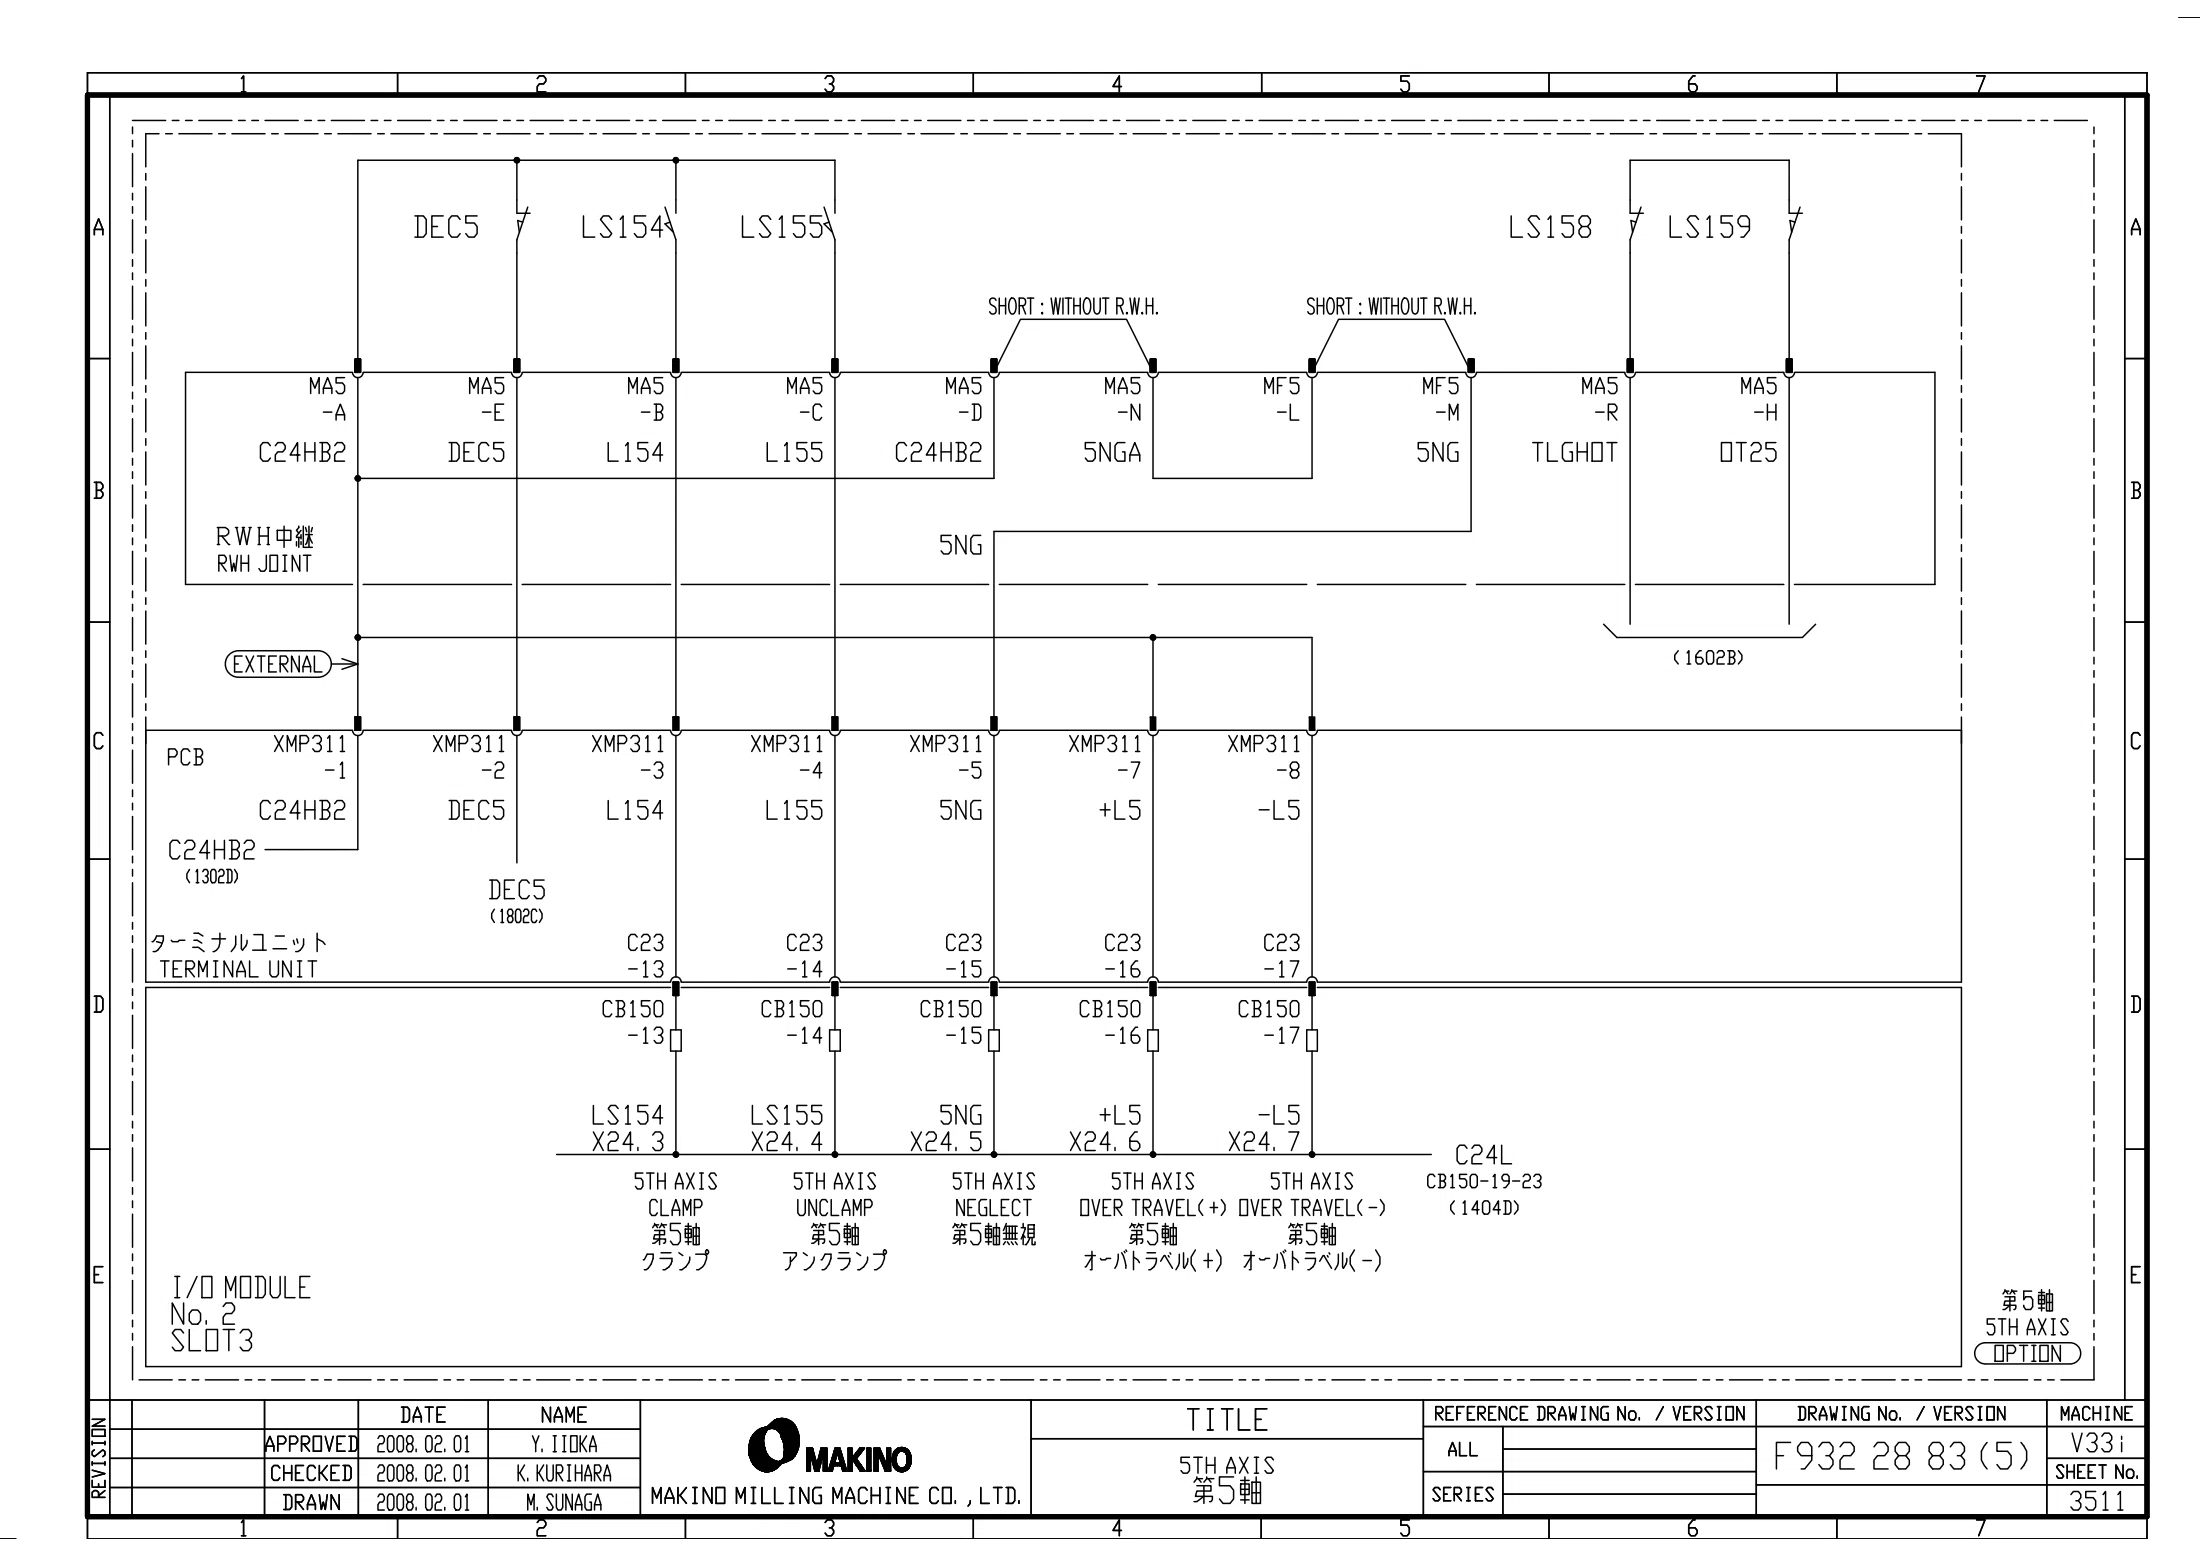 1 2 3 4 5 6 7
A A
DEC5 LS154 LS155 LS158 LS159
SHORT : WITHOUT R.W.H. SHORT : WITHOUT R.W.H.
MA5 MA5 MA5 MA5 MA5 MA5 MF5 MF5 MA5 MA5
-A -E -B -C -D -N -L -M -R -H
C24HB2 DEC5 L154 L155 C24HB2 5NGA 5NG TLGHOT OT25
B B
RWH中継 5NG
RWH JOINT
EXTERNAL (1602B)
C C
PCB XMP311 XMP311 XMP311 XMP311 XMP311 XMP311 XMP311
-1 -2 -3 -4 -5 -7 -8
C24HB2 DEC5 L154 L155 5NG +L5 -L5
C24HB2
(1302D)
DEC5
(1802C)
ターミナルユニット C23 C23 C23 C23 C23
TERMINAL UNIT -13 -14 -15 -16 -17
D D
CB150 CB150 CB150 CB150 CB150
-13 -14 -15 -16 -17
LS154 LS155 5NG +L5 -L5
X24.3 X24.4 X24.5 X24.6 X24.7
C24L
5TH AXIS 5TH AXIS 5TH AXIS 5TH AXIS 5TH AXIS CB150-19-23
CLAMP UNCLAMP NEGLECT OVER TRAVEL(+) OVER TRAVEL(-) (1404D)
第5軸 第5軸 第5軸無視 第5軸 第5軸
クランプ アンクランプ オーバトラベル(+) オーバトラベル(-)
E E
I/O MODULE
No. 2
SLOT3
第5軸
5TH AXIS
OPTION
REVISION
DATE NAME
APPROVED 2008.02.01 Y. IIOKA
CHECKED 2008.02.01 K. KURIHARA
DRAWN 2008.02.01 M. SUNAGA
MAKINO
MAKINO MILLING MACHINE CO., LTD.
TITLE
5TH AXIS
第5軸
REFERENCE DRAWING No. / VERSION
ALL
SERIES
DRAWING No. / VERSION
F932 28 83 (5)
MACHINE
V33i
SHEET No.
3511
1 2 3 4 5 6 7